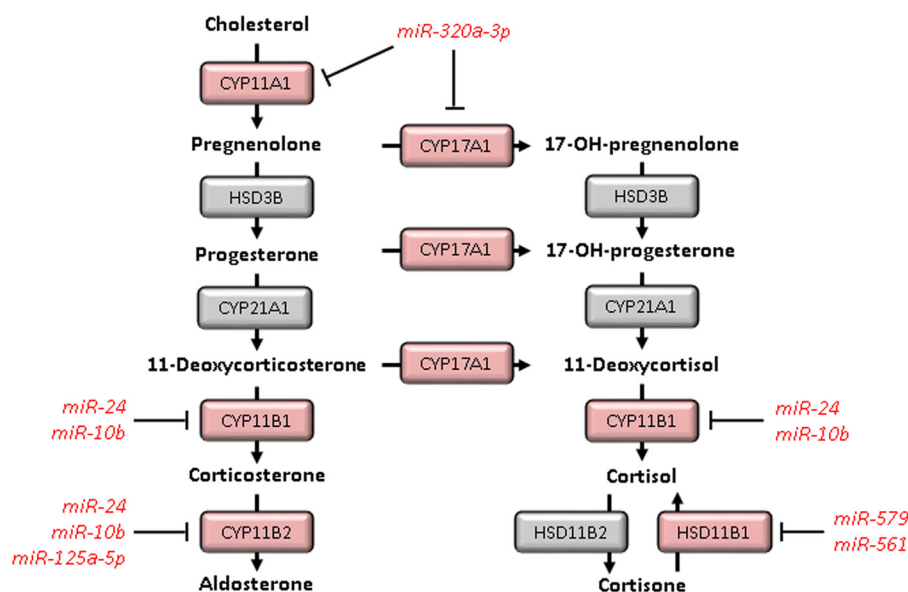 Cholesterol
miR-320a-3p
CYP11A1
Pregnenolone
CYP17A1
17-OH-pregnenolone
HSD3B
HSD3B
Progesterone
CYP17A1
17-OH-progesterone
CYP21A1
CYP21A1
11-Deoxycorticosterone
CYP17A1
11-Deoxycortisol
miR-24
miR-10b
CYP11B1
CYP11B1
miR-24
miR-10b
Corticosterone
Cortisol
miR-24
miR-10b
miR-125a-5p
CYP11B2
HSD11B2
HSD11B1
miR-579
miR-561
Aldosterone
Cortisone